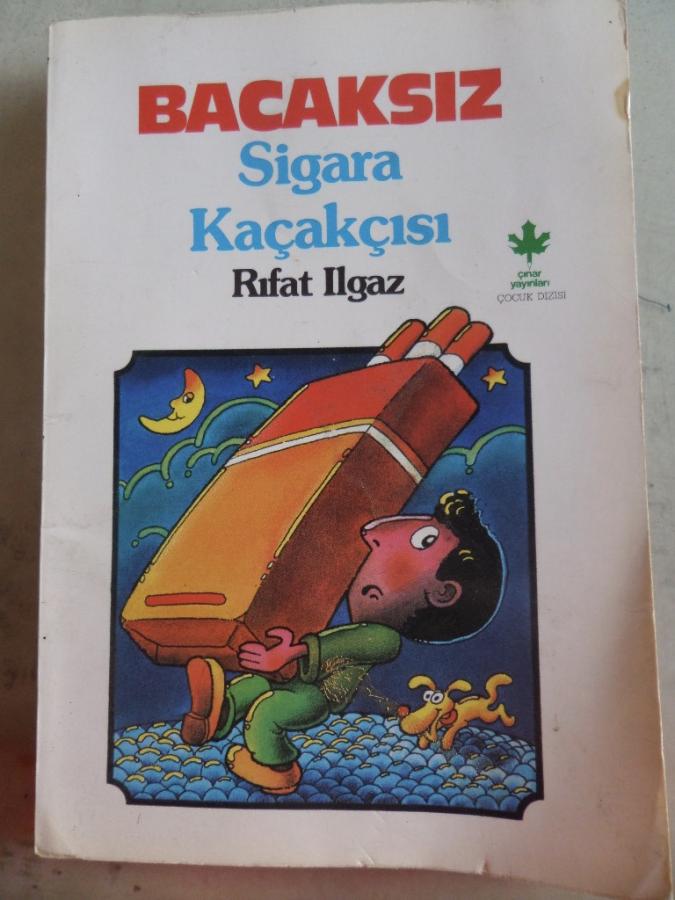 BACAKSIZ
Sigara
Kaçakçısı
Rıfat Ilgaz
çınar
yayınları
ÇOCUK DİZİSİ